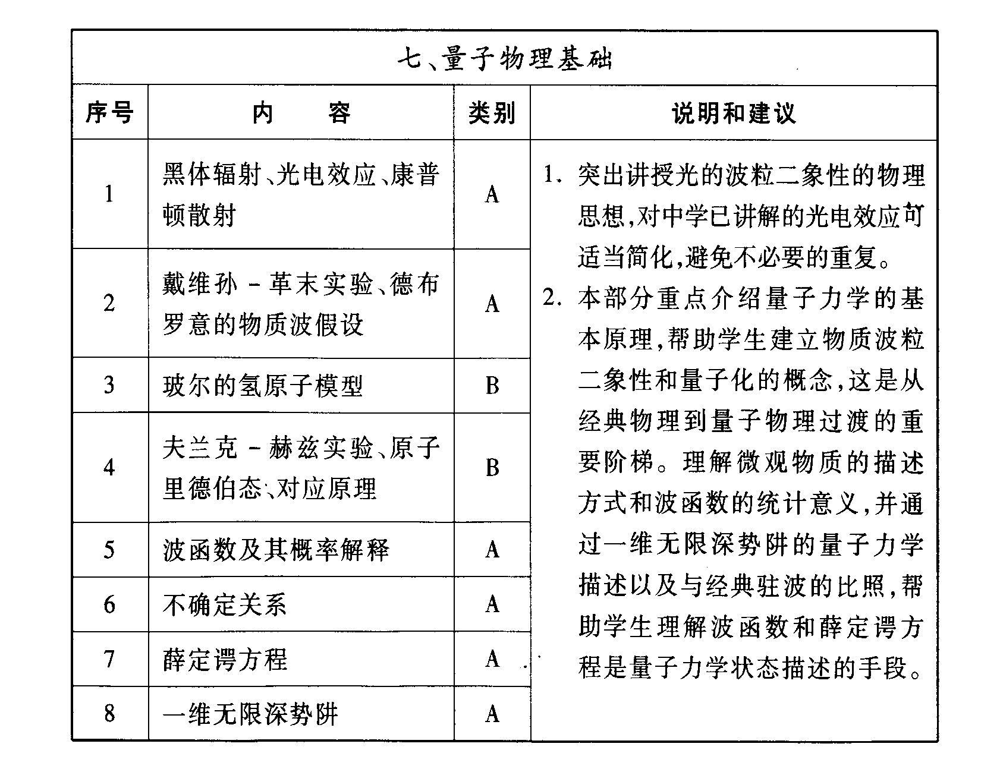 七、量子物理基础
序号 内 容 类别 说明和建议
1
黑体辐射、光电效应、康普
顿散射
A
2
戴维孙－革末实验、德布
罗意的物质波假设
A
3 玻尔的氢原子模型 B
4
夫兰克－赫兹实验、原子
里德伯态、对应原理
B
5 波函数及其概率解释 A
6 不确定关系 A
7 薛定谔方程 A
8 一维无限深势阱 A
1. 突出讲授光的波粒二象性的物理
思想,对中学已讲解的光电效应可
适当简化,避免不必要的重复。
2. 本部分重点介绍量子力学的基
本原理,帮助学生建立物质波粒
二象性和量子化的概念,这是从
经典物理到量子物理过渡的重
要阶梯。理解微观物质的描述
方式和波函数的统计意义,并通
过一维无限深势阱的量子力学
描述以及与经典驻波的比照,帮
助学生理解波函数和薛定谔方
程是量子力学状态描述的手段。